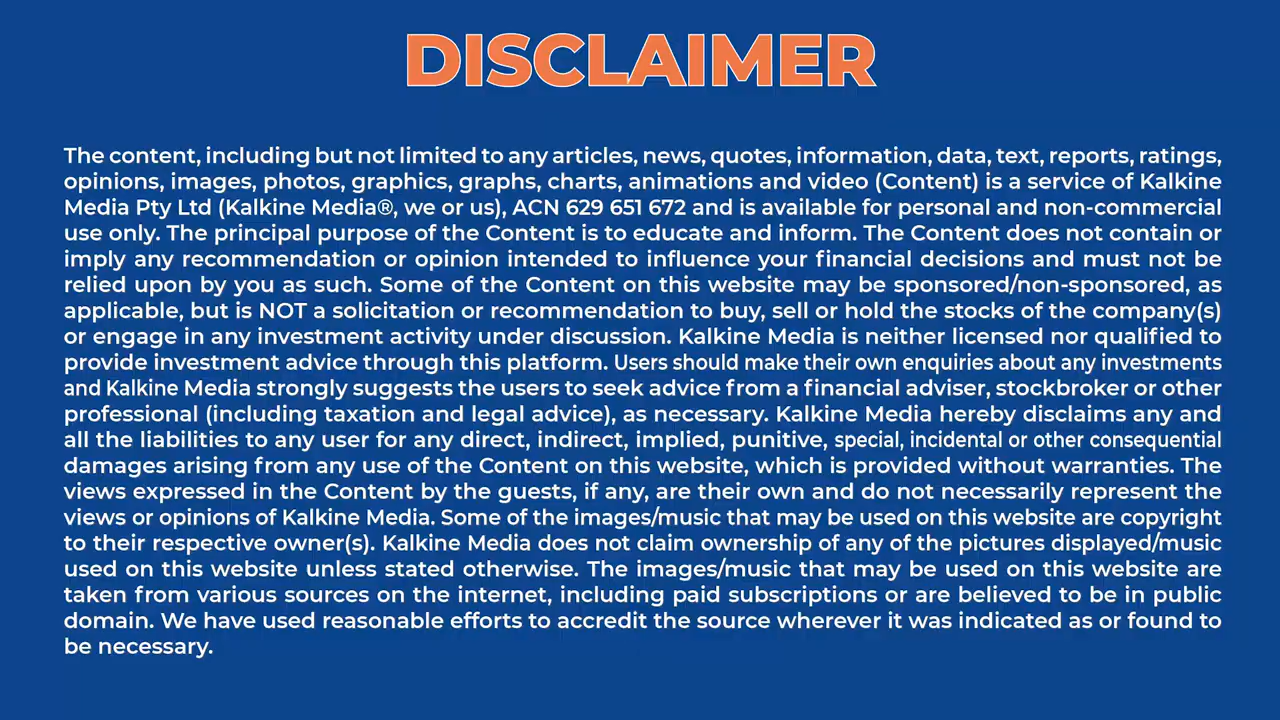 DISCLAIMER
The content, including but not limited to any articles, news, quotes, information, data, text, reports, ratings,
opinions, images, photos, graphics, graphs, charts, animations and video (Content) is a service of Kalkine
Media Pty Ltd (Kalkine Media®, we or us), ACN 629 651 672 and is available for personal and non-commercial
use only. The principal purpose of the Content is to educate and inform. The Content does not contain or
imply any recommendation or opinion intended to influence your financial decisions and must not be
relied upon by you as such. Some of the Content on this website may be sponsored/non-sponsored, as
applicable, but is NOT a solicitation or recommendation to buy, sell or hold the stocks of the company(s)
or engage in any investment activity under discussion. Kalkine Media is neither licensed nor qualified to
provide investment advice through this platform. Users should make their own enquiries about any investments
and Kalkine Media strongly suggests the users to seek advice from a financial adviser, stockbroker or other
professional (including taxation and legal advice), as necessary. Kalkine Media hereby disclaims any and
all the liabilities to any user for any direct, indirect, implied, punitive, special, incidental or other consequential
damages arising from any use of the Content on this website, which is provided without warranties. The
views expressed in the Content by the guests, if any, are their own and do not necessarily represent the
views or opinions of Kalkine Media. Some of the images/music that may be used on this website are copyright
to their respective owner(s). Kalkine Media does not claim ownership of any of the pictures displayed/music
used on this website unless stated otherwise. The images/music that may be used on this website are
taken from various sources on the internet, including paid subscriptions or are believed to be in public
domain. We have used reasonable efforts to accredit the source wherever it was indicated as or found to
be necessary.